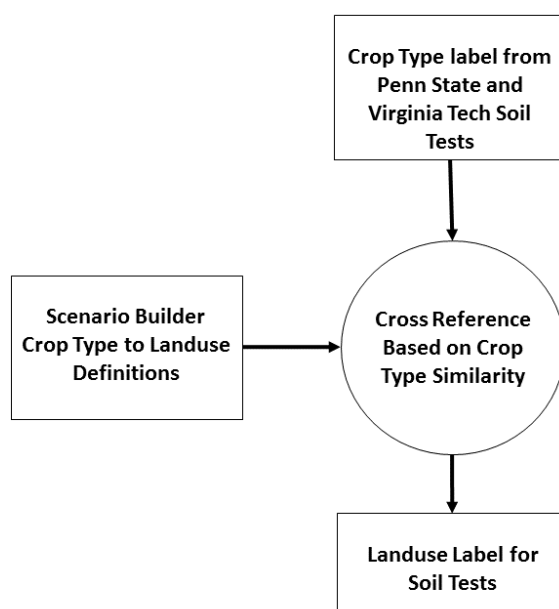 Crop Type label from
Penn State and
Virginia Tech Soil
Tests
Scenario Builder
Crop Type to Landuse
Definitions
Cross Reference
Based on Crop
Type Similarity
Landuse Label for
Soil Tests